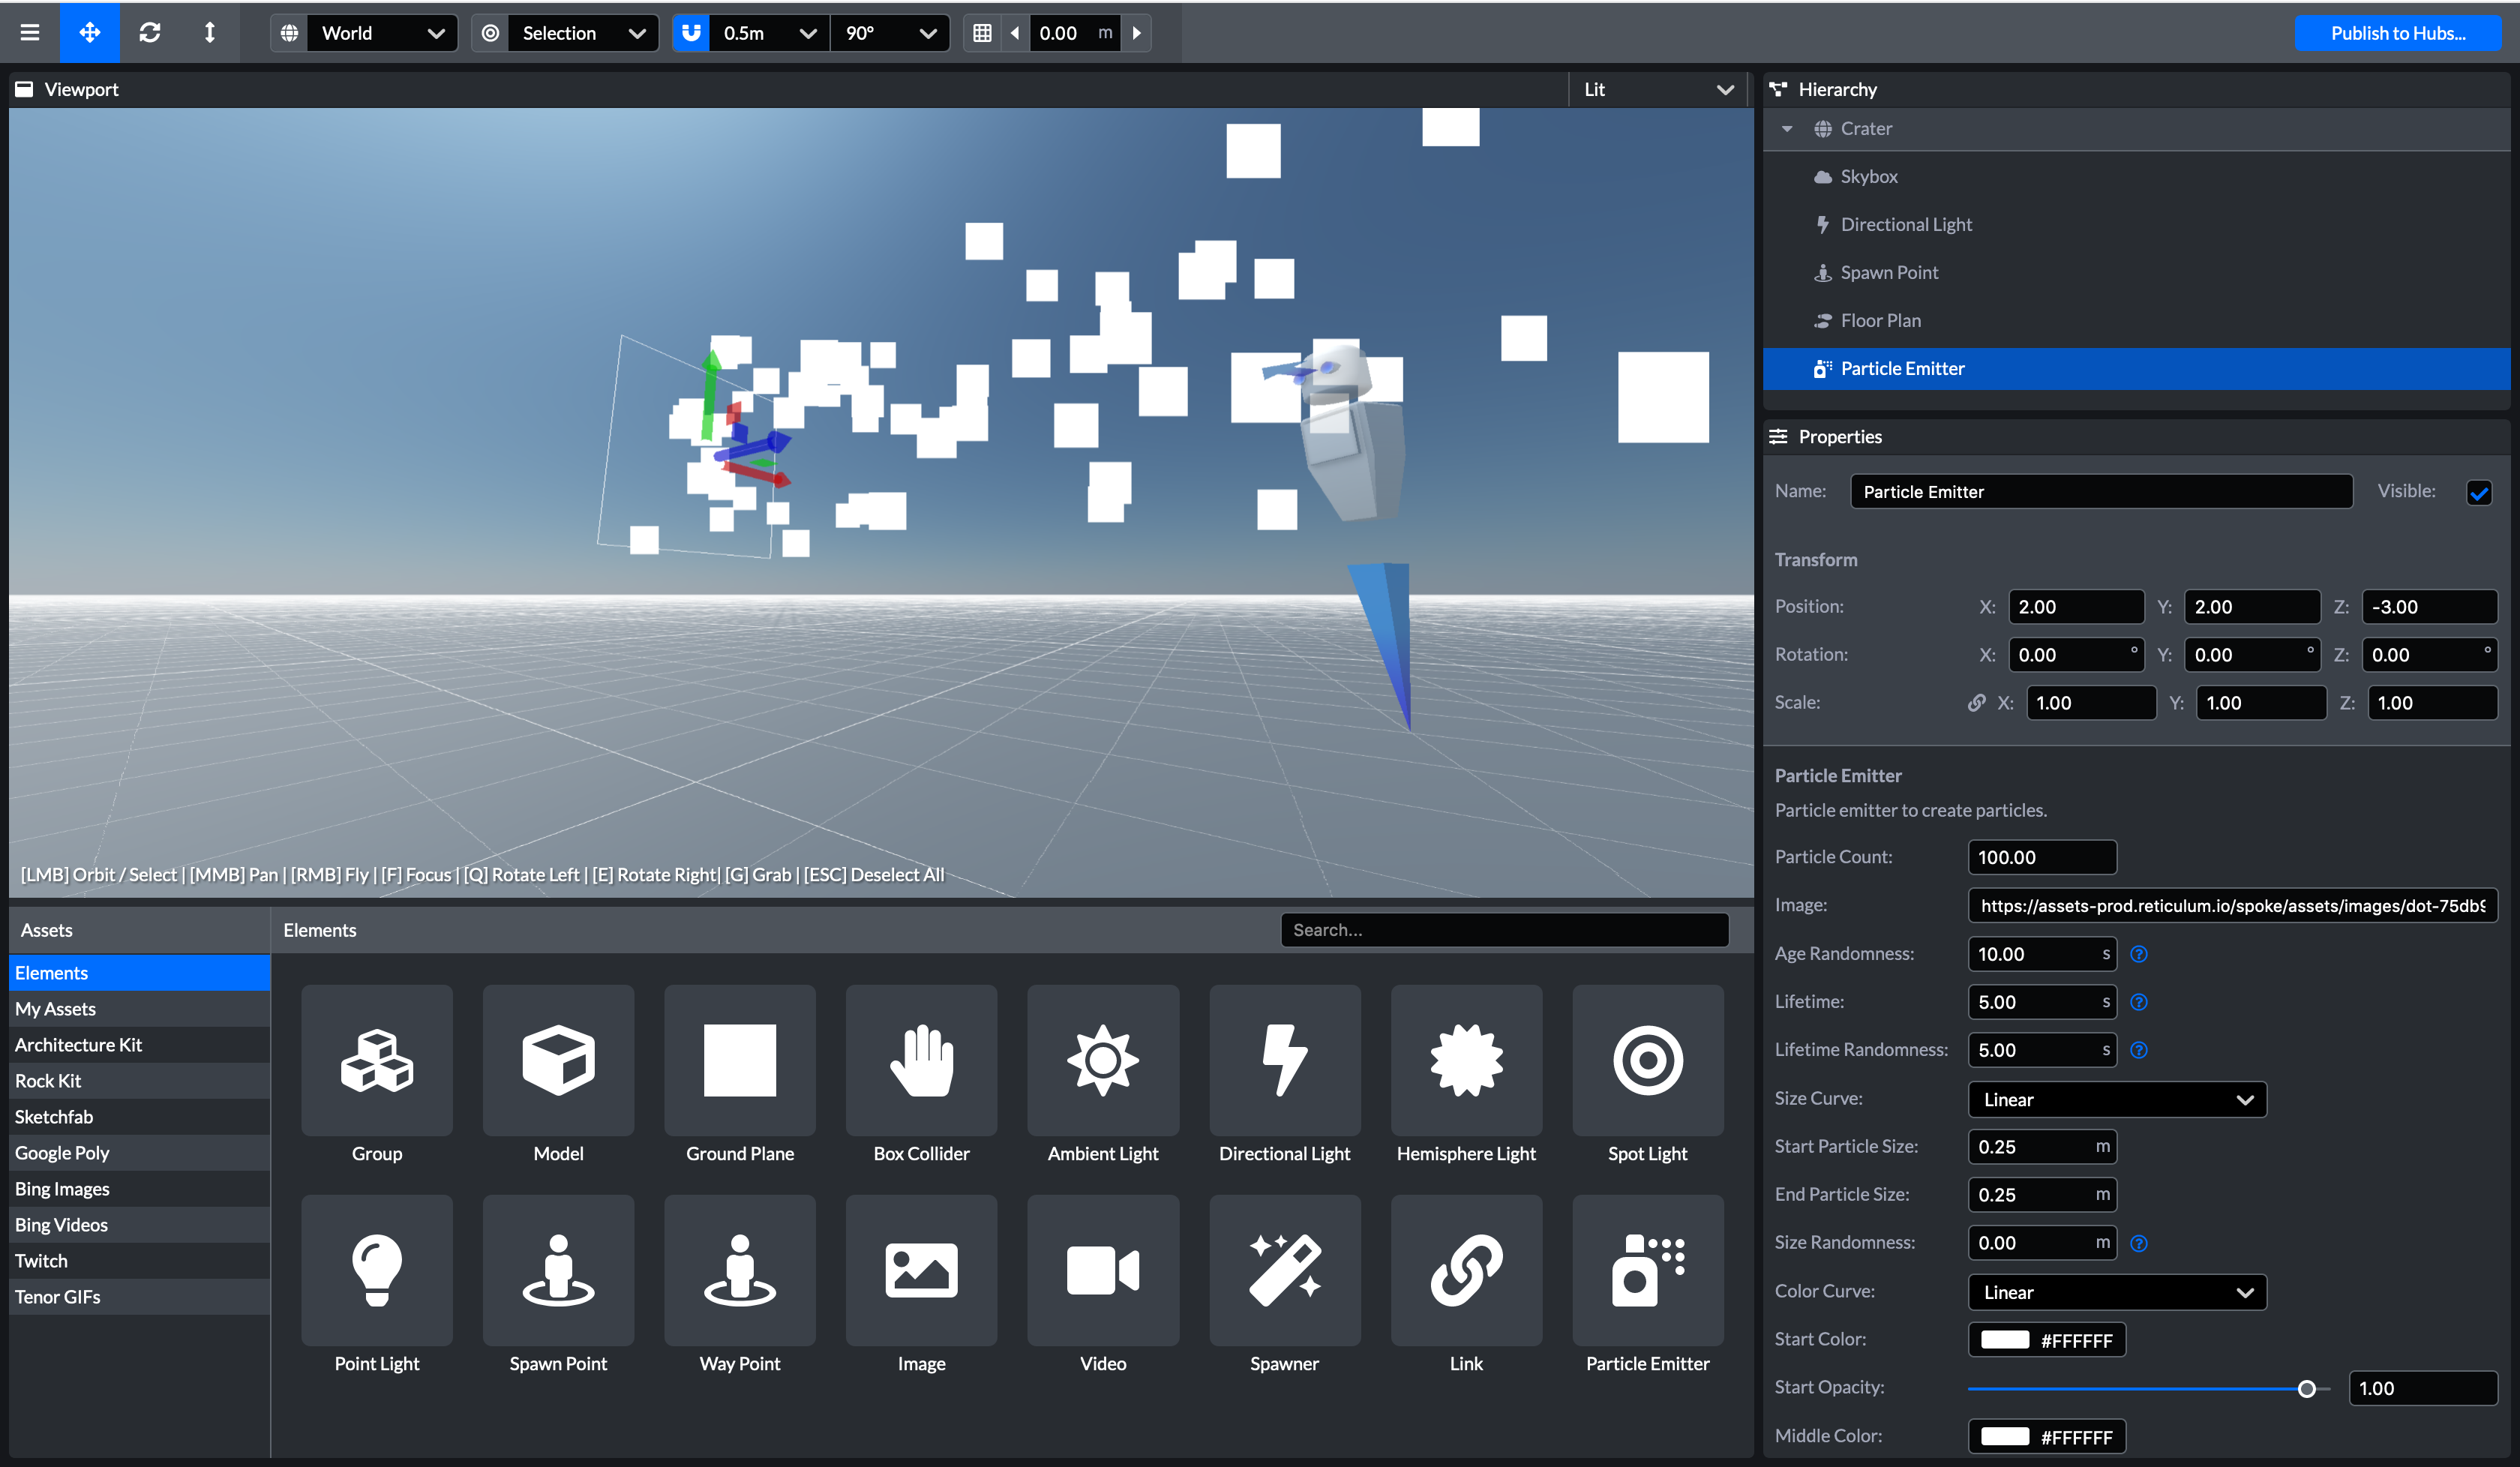 World Selection 0.5m 90° 0.00 m Publish to Hubs...
Viewport Lit
[LMB] Orbit / Select | [MMB] Pan | [RMB] Fly | [F] Focus | [Q] Rotate Left | [E] Rotate Right| [G] Grab | [ESC] Deselect All
Hierarchy
Crater
Skybox
Directional Light
Spawn Point
Floor Plan
Particle Emitter
Properties
Name: Particle Emitter Visible:
Transform
Position: X: 2.00 Y: 2.00 Z: -3.00
Rotation: X: 0.00 ° Y: 0.00 ° Z: 0.00 °
Scale: X: 1.00 Y: 1.00 Z: 1.00
Particle Emitter
Particle emitter to create particles.
Particle Count: 100.00
Image: https://assets-prod.reticulum.io/spoke/assets/images/dot-75db9
Age Randomness: 10.00 s ?
Lifetime: 5.00 s ?
Lifetime Randomness: 5.00 s ?
Size Curve: Linear
Start Particle Size: 0.25 m
End Particle Size: 0.25 m
Size Randomness: 0.00 m ?
Color Curve: Linear
Start Color: #FFFFFF
Start Opacity: 1.00
Middle Color: #FFFFFF
Assets
Elements
My Assets
Architecture Kit
Rock Kit
Sketchfab
Google Poly
Bing Images
Bing Videos
Twitch
Tenor GIFs
Elements Search...
Group Model Ground Plane Box Collider Ambient Light Directional Light Hemisphere Light Spot Light
Point Light Spawn Point Way Point Image Video Spawner Link Particle Emitter